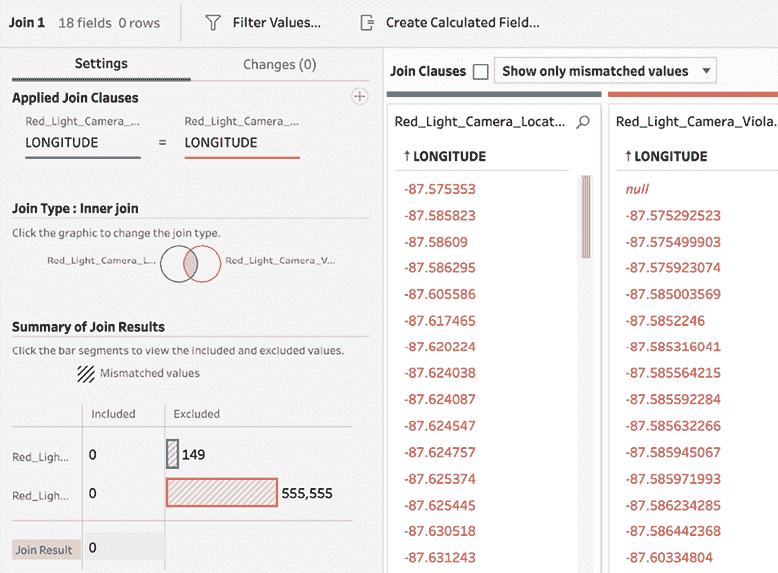 Join 1 18 fields 0 rows Filter Values... Create Calculated Field...
Settings Changes (0)
Applied Join Clauses
Red_Light_Camera_... Red_Light_Camera_...
LONGITUDE = LONGITUDE
Join Type : Inner join
Click the graphic to change the join type.
Red_Light_Camera_L... Red_Light_Camera_V...
Summary of Join Results
Click the bar segments to view the included and excluded values.
Mismatched values
Included Excluded
Red_Ligh... 0 149
Red_Ligh... 0 555,555
Join Result 0
Join Clauses Show only mismatched values
Red_Light_Camera_Locat...
LONGITUDE
-87.575353
-87.585823
-87.58609
-87.586295
-87.605586
-87.617465
-87.620224
-87.624038
-87.624087
-87.624547
-87.624757
-87.625374
-87.625445
-87.630518
-87.631243
Red_Light_Camera_Viola...
LONGITUDE
null
-87.575292523
-87.575499903
-87.575923074
-87.585003569
-87.5852246
-87.585316041
-87.585564215
-87.585592284
-87.585632266
-87.585945067
-87.585971993
-87.586234285
-87.586442368
-87.60334804